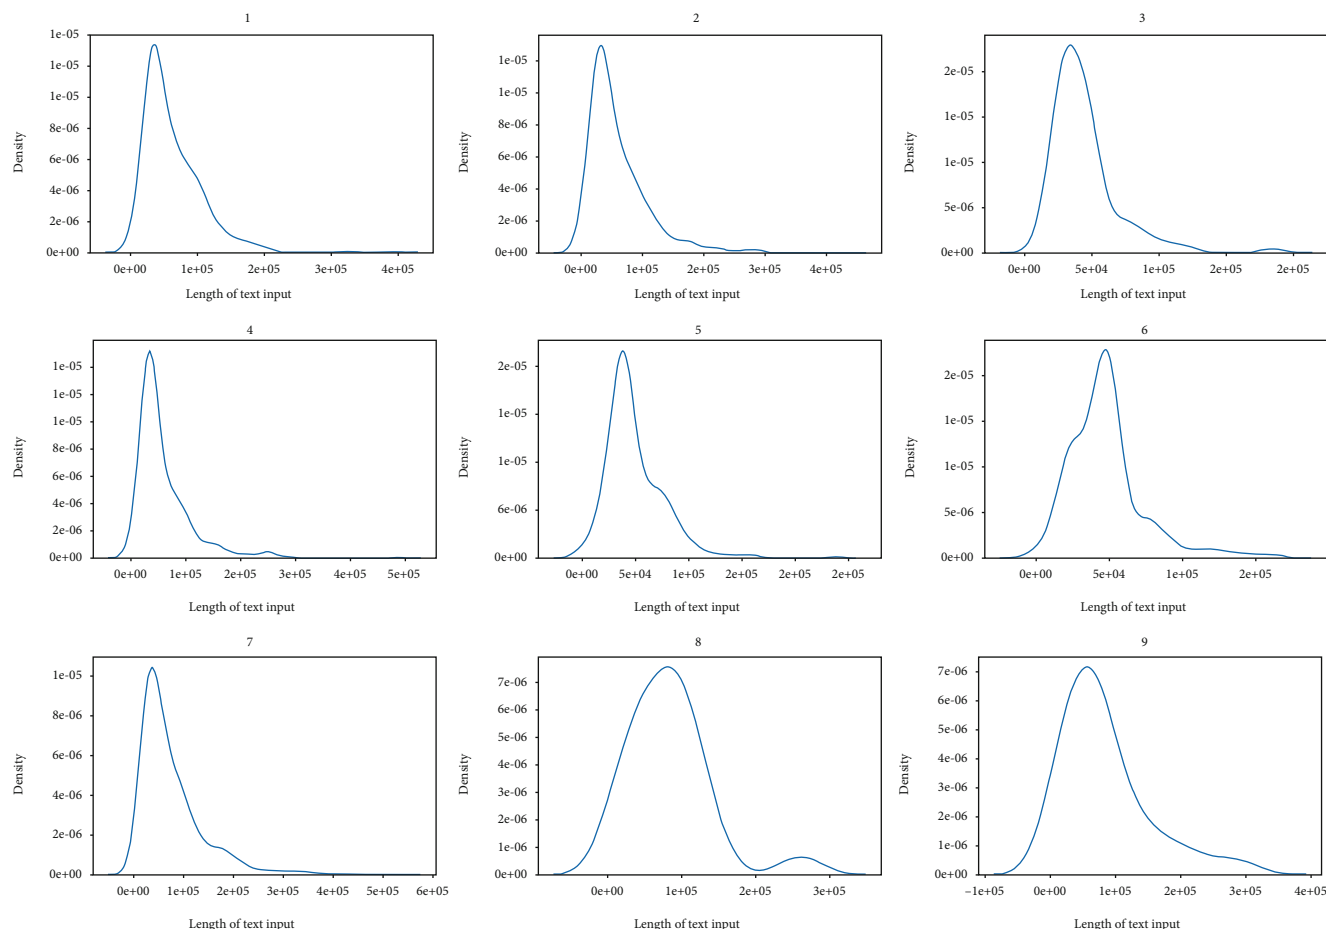 1
1e-05
1e-05
1e-05
8e-06
6e-06
4e-06
2e-06
0e+00
Density
0e+00 1e+05 2e+05 3e+05 4e+05
Length of text input
2
1e-05
1e-05
8e-06
6e-06
4e-06
2e-06
0e+00
Density
0e+00 1e+05 2e+05 3e+05 4e+05
Length of text input
3
2e-05
2e-05
1e-05
5e-06
0e+00
Density
0e+00 5e+04 1e+05 2e+05 2e+05
Length of text input
4
1e-05
1e-05
1e-05
8e-06
6e-06
4e-06
2e-06
0e+00
Density
0e+00 1e+05 2e+05 3e+05 4e+05 5e+05
Length of text input
5
2e-05
1e-05
1e-05
5e-06
0e+00
Density
0e+00 5e+04 1e+05 2e+05 2e+05 2e+05
Length of text input
6
2e-05
1e-05
1e-05
5e-06
0e+00
Density
0e+00 5e+04 1e+05 2e+05
Length of text input
7
1e-05
8e-06
6e-06
4e-06
2e-06
0e+00
Density
0e+00 1e+05 2e+05 3e+05 4e+05 5e+05 6e+05
Length of text input
8
7e-06
6e-06
5e-06
4e-06
3e-06
2e-06
1e-06
0e+00
Density
0e+00 1e+05 2e+05 3e+05
Length of text input
9
7e-06
6e-06
5e-06
4e-06
3e-06
2e-06
1e-06
0e+00
Density
−1e+05 0e+00 1e+05 2e+05 3e+05 4e+05
Length of text input